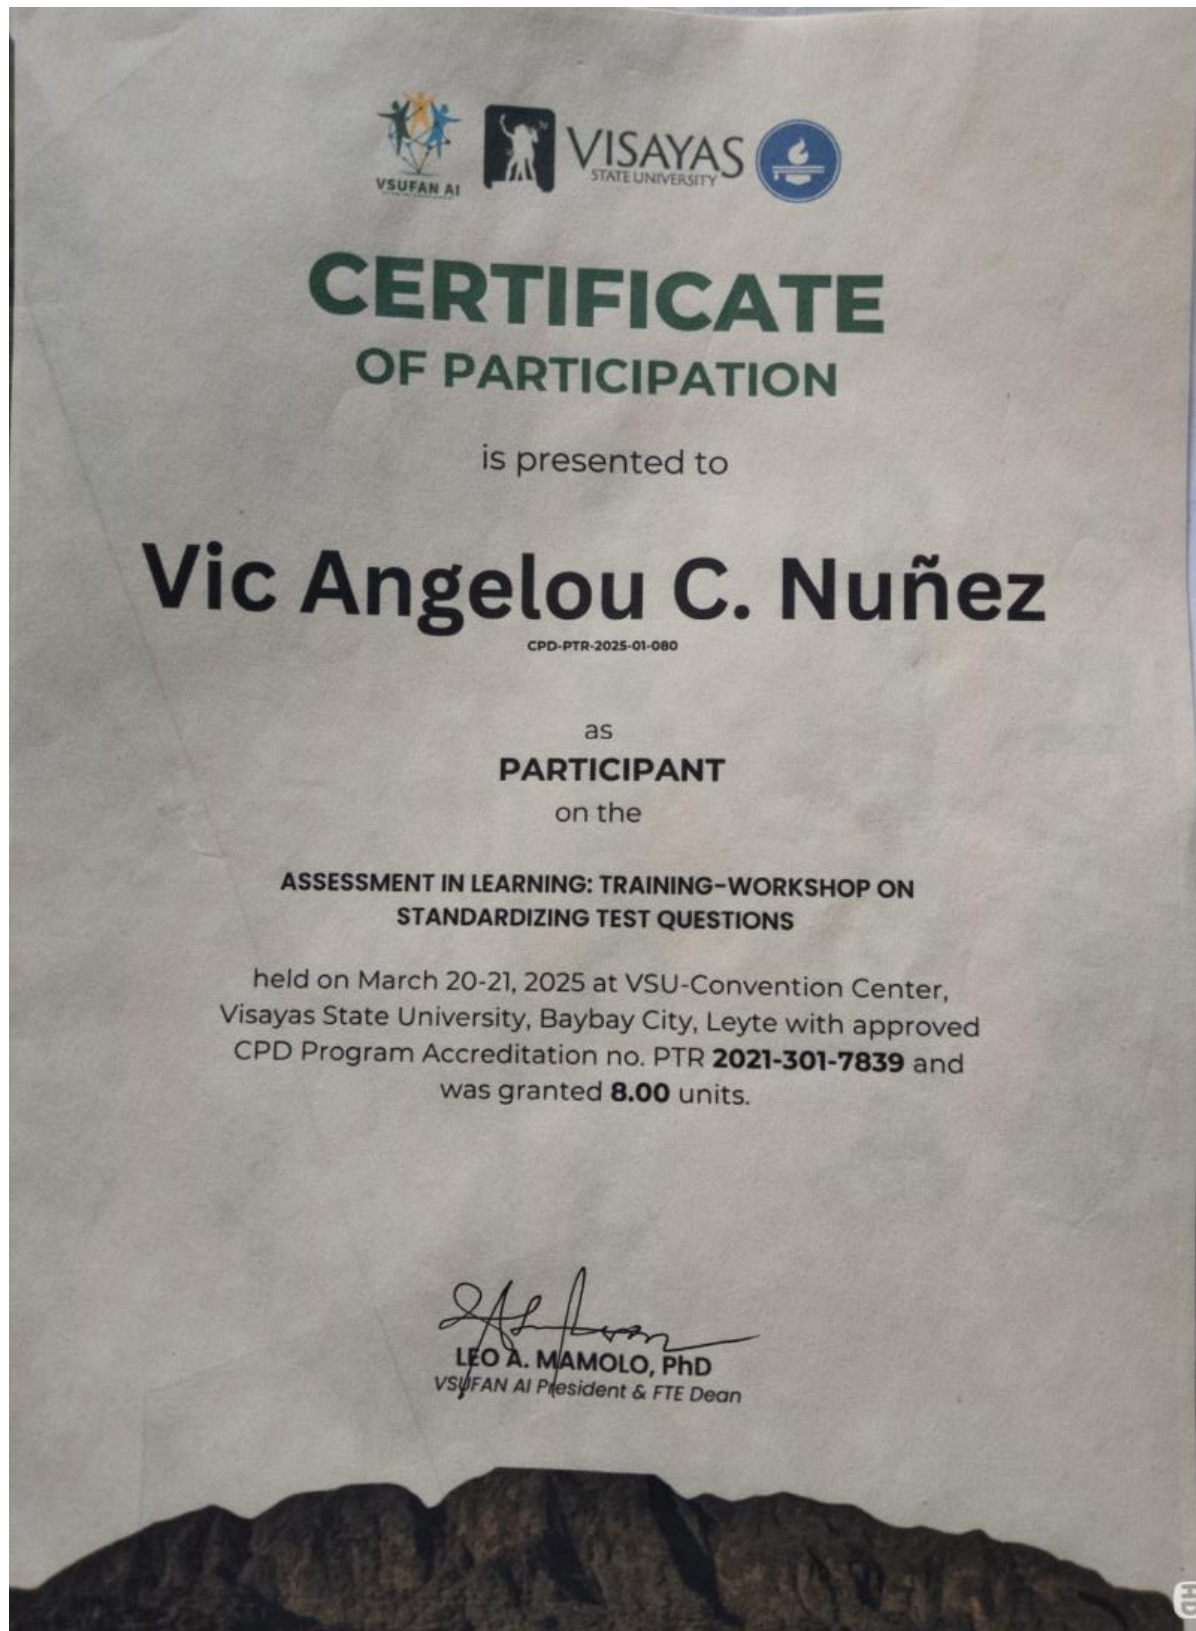 VSUFAN AI
VISAYAS
STATE UNIVERSITY
CERTIFICATE
OF PARTICIPATION
is presented to
Vic Angelou C. Nuñez
CPD-PTR-2025-01-080
as
PARTICIPANT
on the
ASSESSMENT IN LEARNING: TRAINING-WORKSHOP ON
STANDARDIZING TEST QUESTIONS
held on March 20-21, 2025 at VSU-Convention Center,
Visayas State University, Baybay City, Leyte with approved
CPD Program Accreditation no. PTR 2021-301-7839 and
was granted 8.00 units.
LEO A. MAMOLO, PhD
VSUFAN AI President & FTE Dean
HD